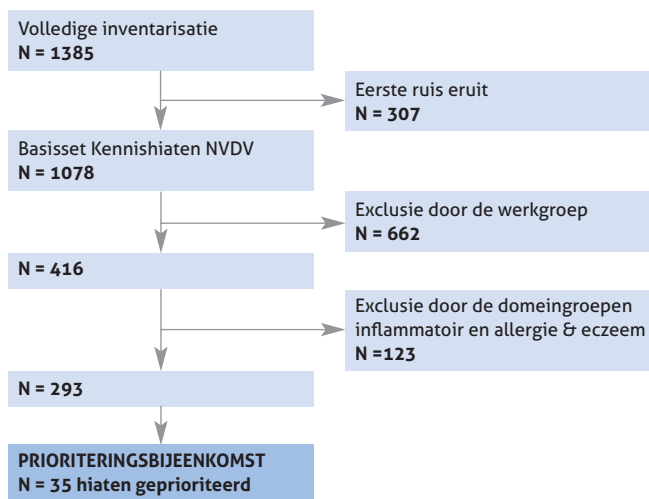 Volledige inventarisatie
N = 1385
Eerste ruis eruit
N = 307
Basisset Kennishiaten NVDV
N = 1078
Exclusie door de werkgroep
N = 662
N = 416
Exclusie door de domeingroepen
inflammatoir en allergie & eczeem
N =123
N = 293
PRIORITERINGSBIJEENKOMST
N = 35 hiaten geprioriteerd